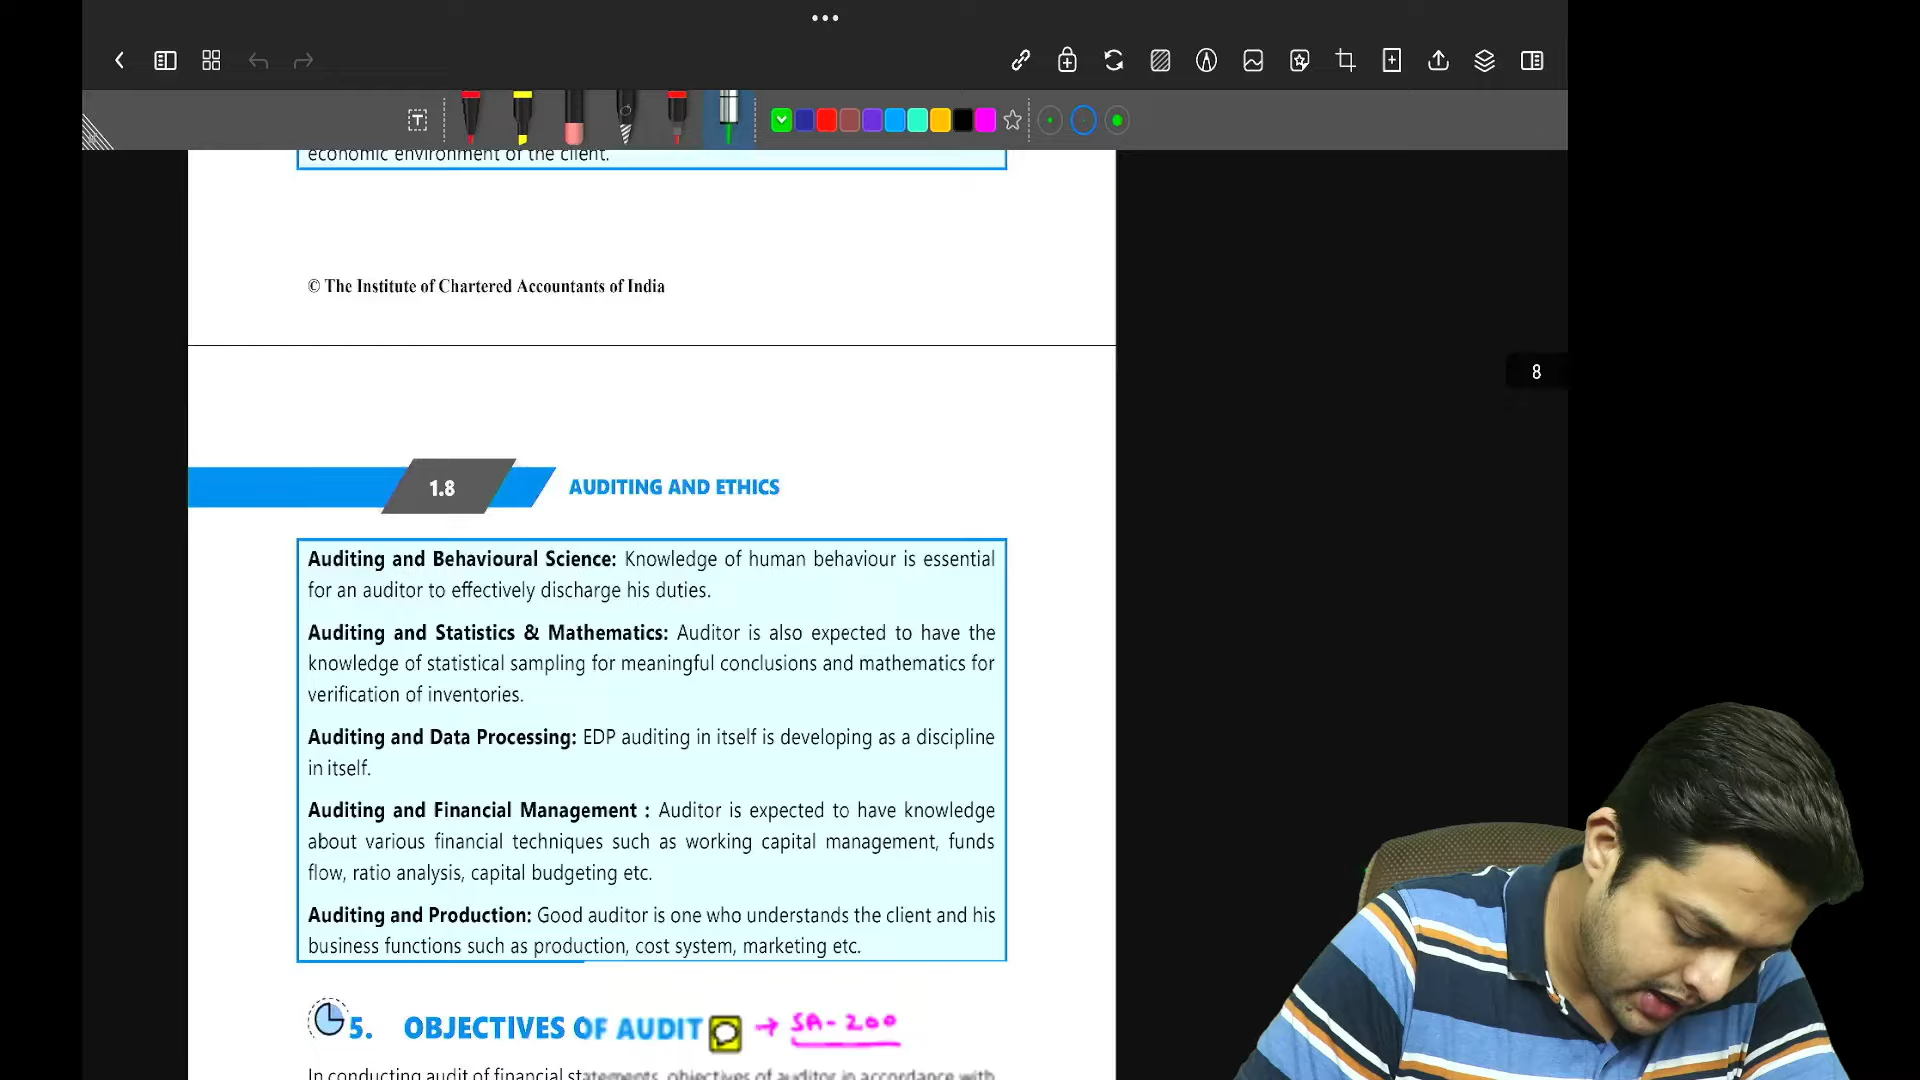 economic environment of the client.
© The Institute of Chartered Accountants of India
8
1.8 AUDITING AND ETHICS
Auditing and Behavioural Science: Knowledge of human behaviour is essential
for an auditor to effectively discharge his duties.
Auditing and Statistics & Mathematics: Auditor is also expected to have the
knowledge of statistical sampling for meaningful conclusions and mathematics for
verification of inventories.
Auditing and Data Processing: EDP auditing in itself is developing as a discipline
in itself.
Auditing and Financial Management : Auditor is expected to have knowledge
about various financial techniques such as working capital management, funds
flow, ratio analysis, capital budgeting etc.
Auditing and Production: Good auditor is one who understands the client and his
business functions such as production, cost system, marketing etc.
5. OBJECTIVES OF AUDIT → SA-200
In conducting audit of financial statements, objectives of auditor in accordance with